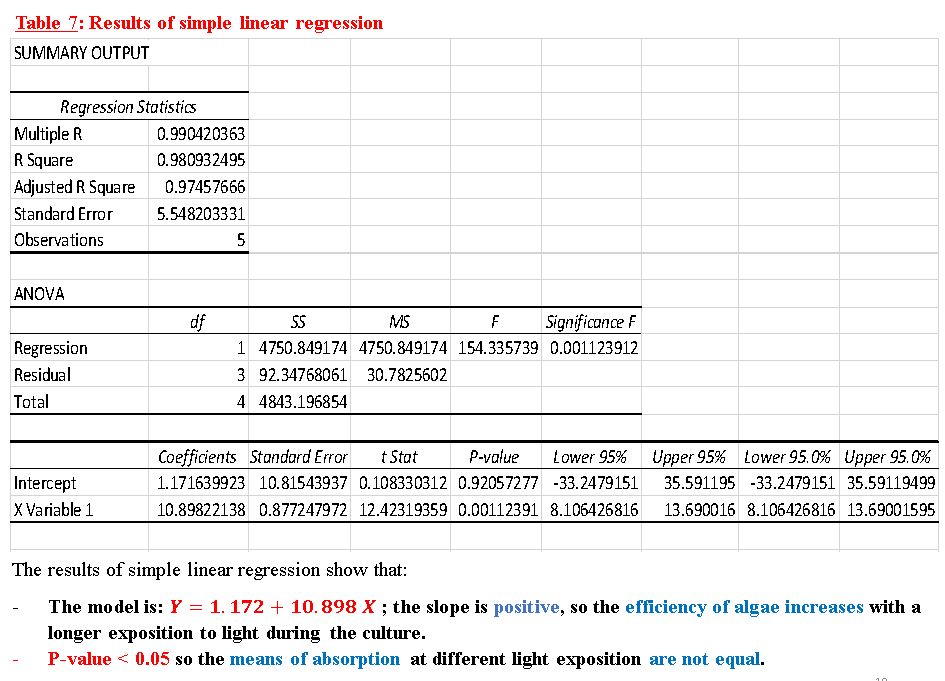 Table 7: Results of simple linear regression
SUMMARY OUTPUT
Regression Statistics
Multiple R 0.990420363
R Square 0.980932495
Adjusted R Square 0.97457666
Standard Error 5.548203331
Observations 5
ANOVA
df SS MS F Significance F
Regression 1 4750.849174 4750.849174 154.335739 0.001123912
Residual 3 92.34768061 30.7825602
Total 4 4843.196854
Coefficients Standard Error t Stat P-value Lower 95% Upper 95% Lower 95.0% Upper 95.0%
Intercept 1.171639923 10.81543937 0.108330312 0.92057277 -33.2479151 35.591195 -33.2479151 35.59119499
X Variable 1 10.89822138 0.877247972 12.42319359 0.00112391 8.106426816 13.690016 8.106426816 13.69001595
The results of simple linear regression show that:
- The model is: Y = 1.172 + 10.898 X ; the slope is positive, so the efficiency of algae increases with a
longer exposition to light during the culture.
- P-value < 0.05 so the means of absorption at different light exposition are not equal.